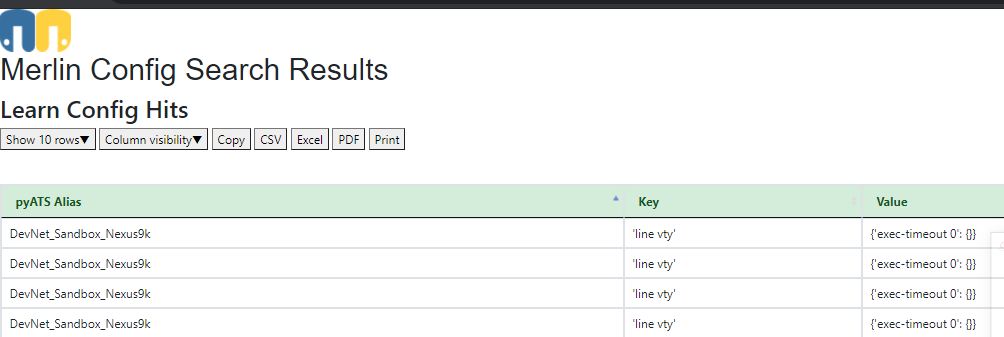 Merlin Config Search Results
Learn Config Hits
Show 10 rows▼ Column visibility▼ Copy CSV Excel PDF Print
pyATS Alias Key Value
DevNet_Sandbox_Nexus9k 'line vty' {'exec-timeout 0': {}}
DevNet_Sandbox_Nexus9k 'line vty' {'exec-timeout 0': {}}
DevNet_Sandbox_Nexus9k 'line vty' {'exec-timeout 0': {}}
DevNet_Sandbox_Nexus9k 'line vty' {'exec-timeout 0': {}}